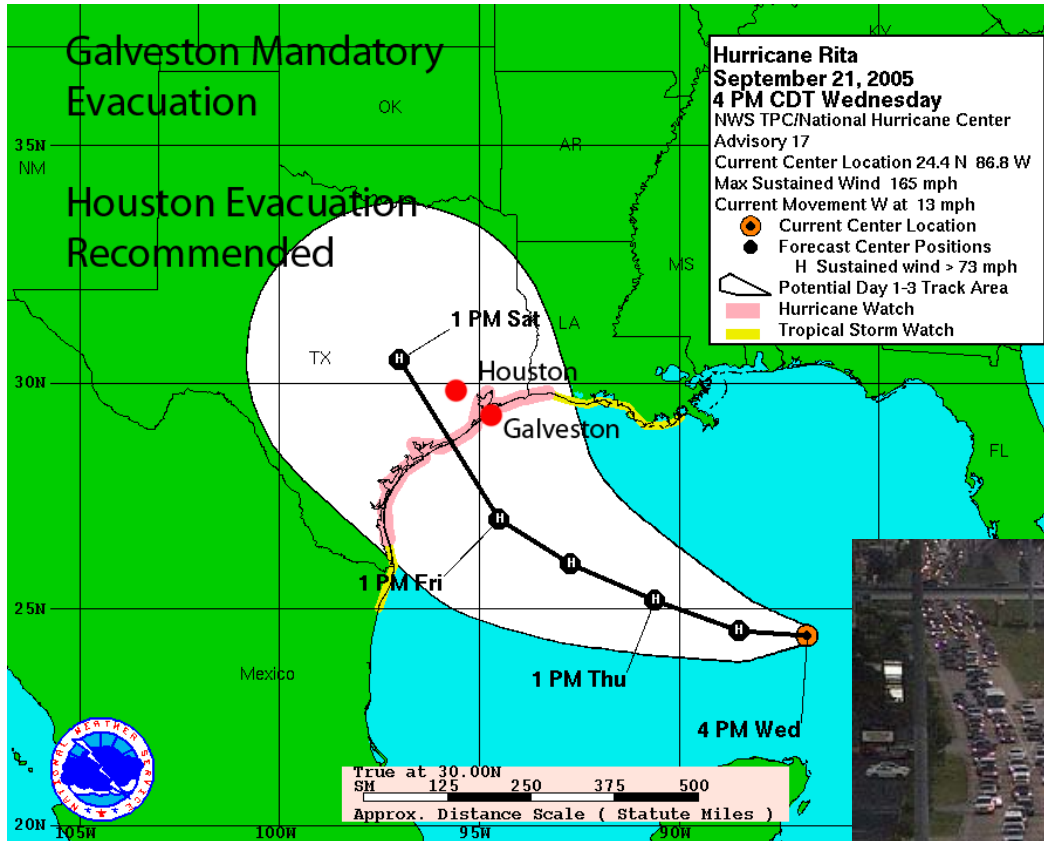 Galveston Mandatory
Evacuation
Houston Evacuation
Recommended
Hurricane Rita
September 21, 2005
4 PM CDT Wednesday
NWS TPC/National Hurricane Center
Advisory 17
Current Center Location 24.4 N 86.8 W
Max Sustained Wind 165 mph
Current Movement W at 13 mph
Current Center Location
Forecast Center Positions
H Sustained wind > 73 mph
Potential Day 1-3 Track Area
Hurricane Watch
Tropical Storm Watch
KY
OK
AR
35N
NM
MS
LA
1 PM Sat
TX
H
30N
Houston
Galveston
FL
H
1 PM Fri
H
H
25N
H
Mexico
1 PM Thu
4 PM Wed
NATIONAL WEATHER SERVICE
True at 30.00N
SM 125 250 375 500
Approx. Distance Scale ( Statute Miles )
20N
105W 100W 95W 90W